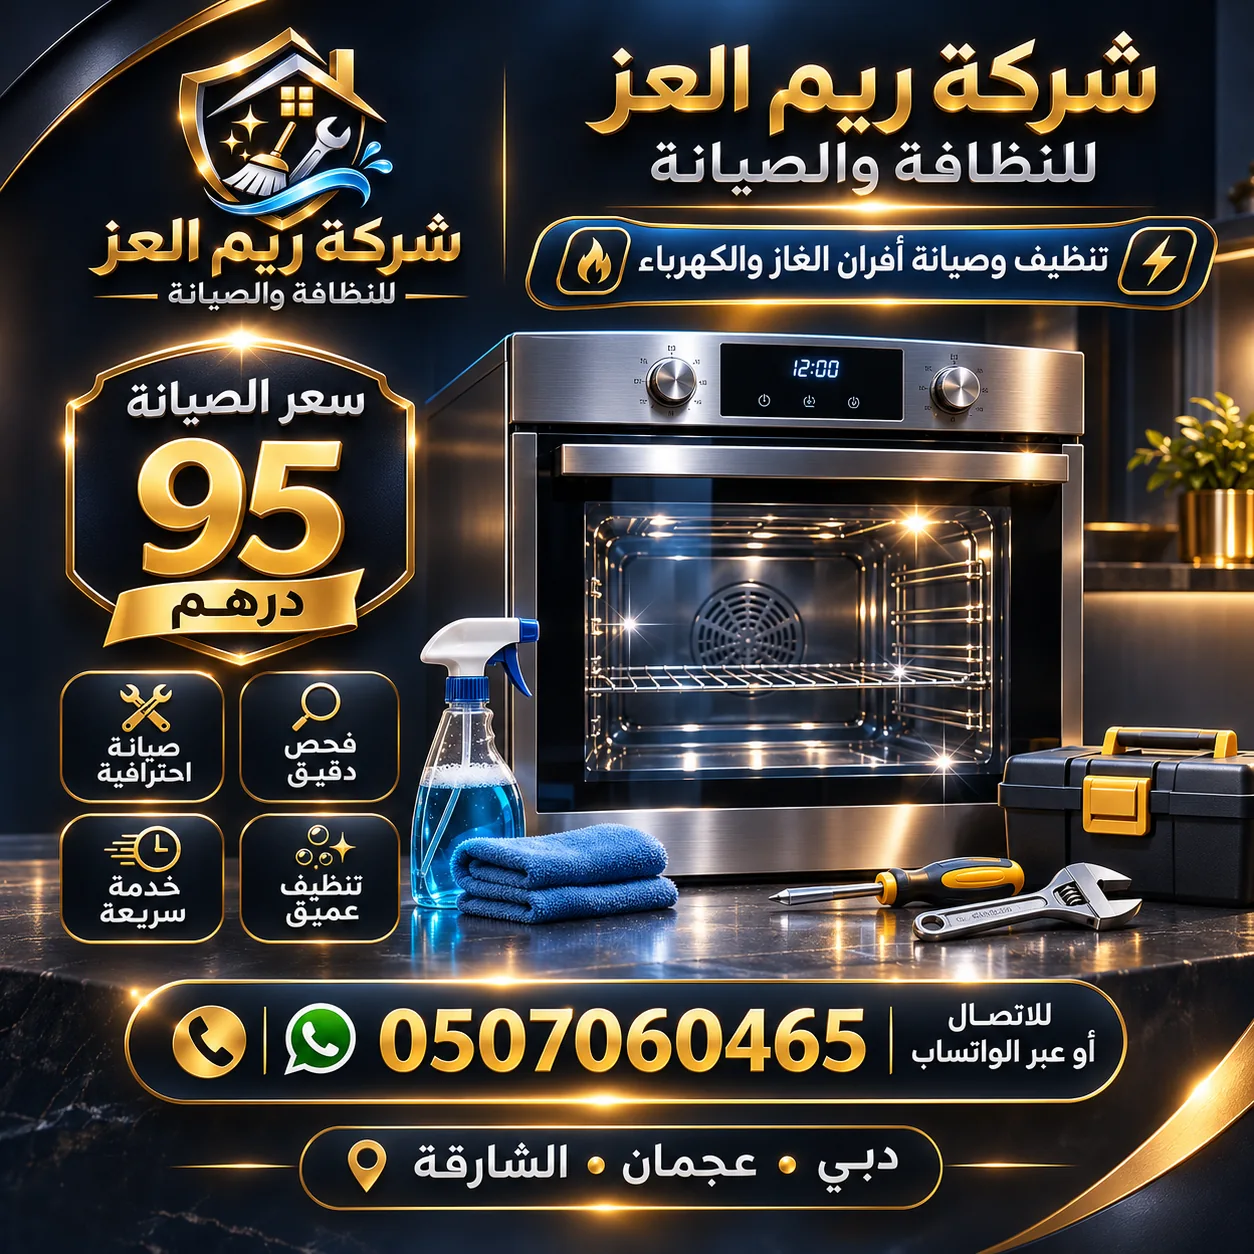 شركة ريم العز
للنظافة والصيانة
شركة ريم العز
للنظافة والصيانة
تنظيف وصيانة أفران الغاز والكهرباء
سعر الصيانة
95
درهم
12:00
فحص
دقيق
صيانة
احترافية
تنظيف
عميق
خدمة
سريعة
للاتصال
أو عبر الواتساب
0507060465
دبي • عجمان • الشارقة